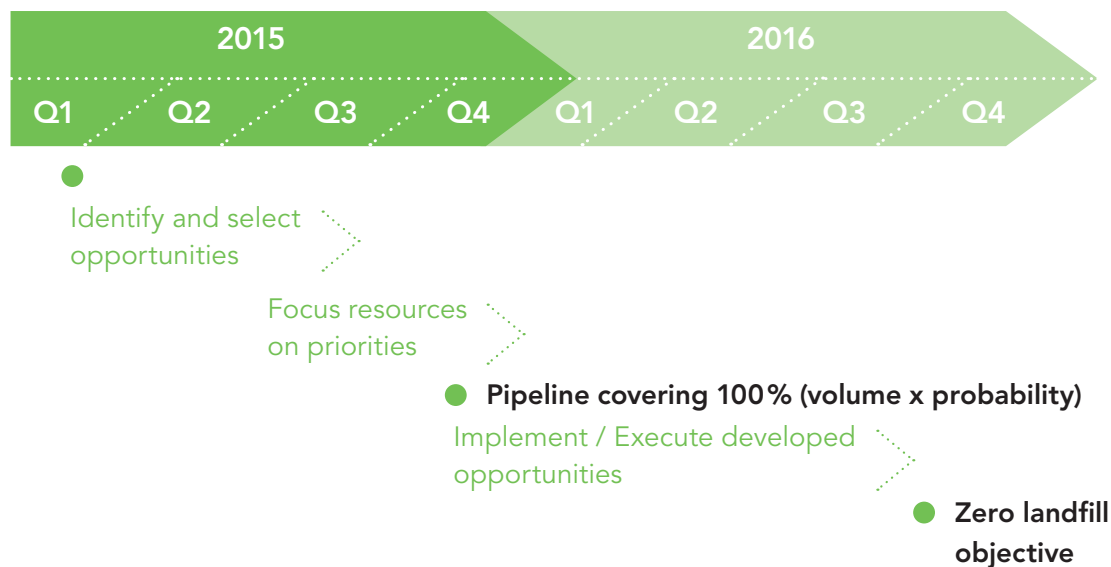 2015 2016
Q1 Q2 Q3 Q4 Q1 Q2 Q3 Q4
Identify and select
opportunities
Focus resources
on priorities
Pipeline covering 100% (volume x probability)
Implement / Execute developed
opportunities
Zero landfill
objective